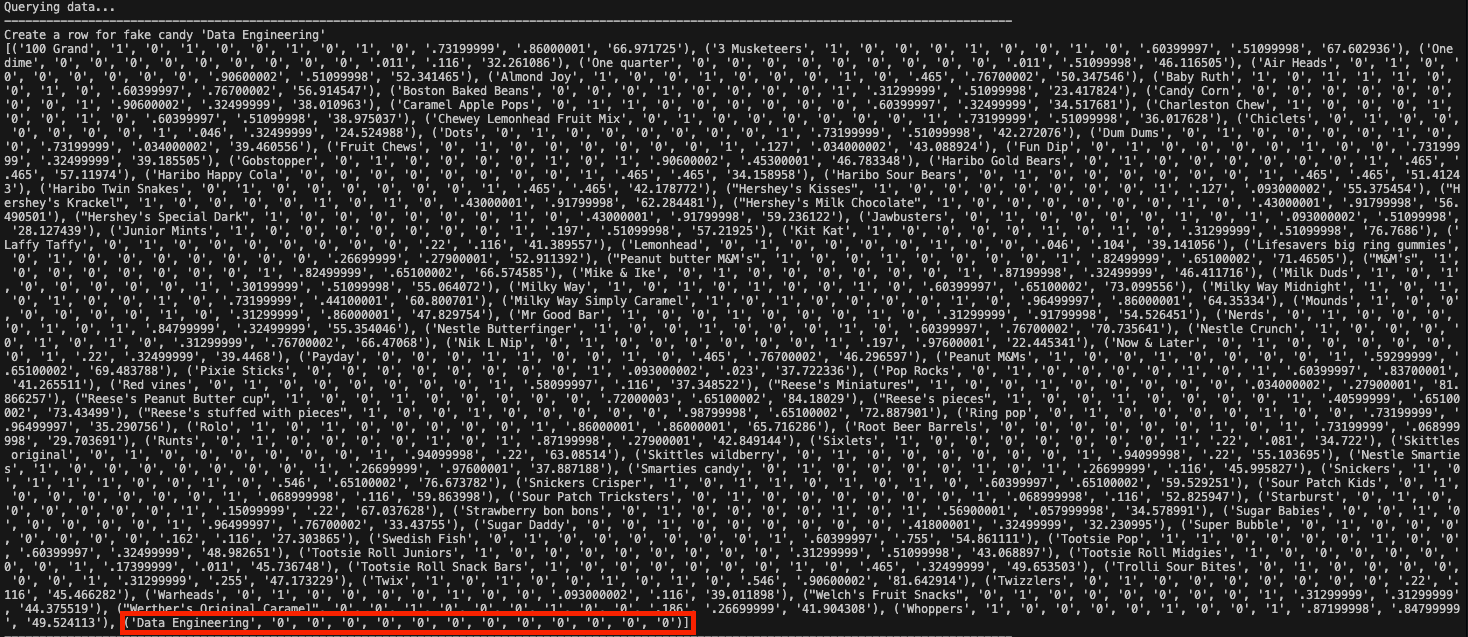 Querying data...
------------------------------------------------------------------------------------------------------------------------------------------------
Create a row for fake candy 'Data Engineering'
[('100 Grand', '1', '0', '1', '0', '0', '1', '0', '1', '0', '.73199999', '.86000001', '66.971725'), ('3 Musketeers', '1', '0', '0', '0', '1', '0', '0', '1', '0', '.60399997', '.51099998', '67.602936'), ('One
dime', '0', '0', '0', '0', '0', '0', '0', '0', '0', '.011', '.116', '32.261086'), ('One quarter', '0', '0', '0', '0', '0', '0', '0', '0', '0', '.011', '.51099998', '46.116505'), ('Air Heads', '0', '1', '0', '
0', '0', '0', '0', '0', '0', '.90600002', '.51099998', '52.341465'), ('Almond Joy', '1', '0', '0', '1', '0', '0', '0', '1', '0', '.465', '.76700002', '50.347546'), ('Baby Ruth', '1', '0', '1', '1', '1', '0',
'0', '1', '0', '.60399997', '.76700002', '56.914547'), ('Boston Baked Beans', '0', '0', '0', '1', '0', '0', '0', '0', '1', '.31299999', '.51099998', '23.417824'), ('Candy Corn', '0', '0', '0', '0', '0', '0',
'0', '0', '1', '.90600002', '.32499999', '38.010963'), ('Caramel Apple Pops', '0', '1', '1', '0', '0', '0', '0', '0', '0', '.60399997', '.32499999', '34.517681'), ('Charleston Chew', '1', '0', '0', '0', '1',
'0', '0', '1', '0', '.60399997', '.51099998', '38.975037'), ('Chewey Lemonhead Fruit Mix', '0', '1', '0', '0', '0', '0', '0', '0', '1', '.73199999', '.51099998', '36.017628'), ('Chiclets', '0', '1', '0', '0'
, '0', '0', '0', '0', '1', '.046', '.32499999', '24.524988'), ('Dots', '0', '1', '0', '0', '0', '0', '0', '0', '1', '.73199999', '.51099998', '42.272076'), ('Dum Dums', '0', '1', '0', '0', '0', '0', '1', '0',
'0', '.73199999', '.034000002', '39.460556'), ('Fruit Chews', '0', '1', '0', '0', '0', '0', '0', '0', '1', '.127', '.034000002', '43.088924'), ('Fun Dip', '0', '1', '0', '0', '0', '0', '1', '0', '0', '.731999
99', '.32499999', '39.185505'), ('Gobstopper', '0', '1', '0', '0', '0', '0', '1', '0', '1', '.90600002', '.45300001', '46.783348'), ('Haribo Gold Bears', '0', '1', '0', '0', '0', '0', '0', '0', '1', '.465', '
.465', '57.11974'), ('Haribo Happy Cola', '0', '0', '0', '0', '0', '0', '0', '0', '1', '.465', '.465', '34.158958'), ('Haribo Sour Bears', '0', '1', '0', '0', '0', '0', '0', '0', '1', '.465', '.465', '51.4124
3'), ('Haribo Twin Snakes', '0', '1', '0', '0', '0', '0', '0', '0', '1', '.465', '.465', '42.178772'), ("Hershey's Kisses", '1', '0', '0', '0', '0', '0', '0', '0', '1', '.127', '.093000002', '55.375454'), ("H
ershey's Krackel", '1', '0', '0', '0', '0', '1', '0', '1', '0', '.43000001', '.91799998', '62.284481'), ("Hershey's Milk Chocolate", '1', '0', '0', '0', '0', '0', '0', '1', '0', '.43000001', '.91799998', '56.
490501'), ("Hershey's Special Dark", '1', '0', '0', '0', '0', '0', '0', '1', '0', '.43000001', '.91799998', '59.236122'), ('Jawbusters', '0', '1', '0', '0', '0', '0', '1', '0', '1', '.093000002', '.51099998',
'28.127439'), ('Junior Mints', '1', '0', '0', '0', '0', '0', '0', '0', '1', '.197', '.51099998', '57.21925'), ('Kit Kat', '1', '0', '0', '0', '0', '1', '0', '1', '0', '.31299999', '.51099998', '76.7686'), ('
Laffy Taffy', '0', '1', '0', '0', '0', '0', '0', '0', '0', '.22', '.116', '41.389557'), ('Lemonhead', '0', '1', '0', '0', '0', '0', '1', '0', '0', '.046', '.104', '39.141056'), ('Lifesavers big ring gummies',
'0', '1', '0', '0', '0', '0', '0', '0', '0', '.26699999', '.27900001', '52.911392'), ("Peanut butter M&M's", '1', '0', '0', '1', '0', '0', '0', '0', '1', '.82499999', '.65100002', '71.46505'), ("M&M's", '1',
'0', '0', '0', '0', '0', '0', '0', '1', '.82499999', '.65100002', '66.574585'), ('Mike & Ike', '0', '1', '0', '0', '0', '0', '0', '0', '1', '.87199998', '.32499999', '46.411716'), ('Milk Duds', '1', '0', '1'
, '0', '0', '0', '0', '0', '1', '.30199999', '.51099998', '55.064072'), ('Milky Way', '1', '0', '1', '0', '1', '0', '0', '1', '0', '.60399997', '.65100002', '73.099556'), ('Milky Way Midnight', '1', '0', '1',
'0', '1', '0', '0', '1', '0', '.73199999', '.44100001', '60.800701'), ('Milky Way Simply Caramel', '1', '0', '1', '0', '0', '0', '0', '1', '0', '.96499997', '.86000001', '64.35334'), ('Mounds', '1', '0', '0',
'0', '0', '0', '0', '1', '0', '.31299999', '.86000001', '47.829754'), ('Mr Good Bar', '1', '0', '0', '1', '0', '0', '0', '1', '0', '.31299999', '.91799998', '54.526451'), ('Nerds', '0', '1', '0', '0', '0',
'0', '1', '0', '1', '.84799999', '.32499999', '55.354046'), ('Nestle Butterfinger', '1', '0', '0', '1', '0', '0', '0', '1', '0', '.60399997', '.76700002', '70.735641'), ('Nestle Crunch', '1', '0', '0', '0',
'0', '1', '0', '1', '0', '.31299999', '.76700002', '66.47068'), ('Nik L Nip', '0', '1', '0', '0', '0', '0', '0', '0', '1', '.197', '.97600001', '22.445341'), ('Now & Later', '0', '1', '0', '0', '0', '0',
'0', '0', '1', '.22', '.32499999', '39.4468'), ('Payday', '0', '0', '0', '1', '1', '0', '0', '1', '0', '.465', '.76700002', '46.296597'), ('Peanut M&Ms', '1', '0', '0', '1', '0', '0', '0', '0', '1', '.59299999', '
.65100002', '69.483788'), ('Pixie Sticks', '0', '0', '0', '0', '0', '0', '0', '0', '1', '.093000002', '.023', '37.722336'), ('Pop Rocks', '0', '1', '0', '0', '0', '0', '1', '0', '1', '.60399997', '.83700001',
'41.265511'), ('Red vines', '0', '1', '0', '0', '0', '0', '0', '0', '1', '.58099997', '.116', '37.348522'), ("Reese's Miniatures", '1', '0', '0', '1', '0', '0', '0', '0', '0', '.034000002', '.27900001', '81.
866257'), ("Reese's Peanut Butter cup", '1', '0', '0', '1', '0', '0', '0', '0', '0', '.72000003', '.65100002', '84.18029'), ("Reese's pieces", '1', '0', '0', '1', '0', '0', '0', '0', '1', '.40599999', '.65100
002', '73.43499'), ("Reese's stuffed with pieces", '1', '0', '0', '1', '0', '0', '0', '0', '0', '.98799998', '.65100002', '72.887901'), ('Ring pop', '0', '1', '0', '0', '0', '0', '1', '0', '0', '.73199999', '
.96499997', '35.290756'), ('Rolo', '1', '0', '1', '0', '0', '0', '0', '0', '1', '.86000001', '.86000001', '65.716286'), ('Root Beer Barrels', '0', '0', '0', '0', '0', '0', '1', '0', '1', '.73199999', '.068999
998', '29.703691'), ('Runts', '0', '1', '0', '0', '0', '0', '1', '0', '1', '.87199998', '.27900001', '42.849144'), ('Sixlets', '1', '0', '0', '0', '0', '0', '0', '0', '1', '.22', '.081', '34.722'), ('Skittles
original', '0', '1', '0', '0', '0', '0', '0', '0', '1', '.94099998', '.22', '63.08514'), ('Skittles wildberry', '0', '1', '0', '0', '0', '0', '0', '0', '1', '.94099998', '.22', '55.103695'), ('Nestle Smartie
s', '1', '0', '0', '0', '0', '0', '0', '0', '1', '.26699999', '.97600001', '37.887188'), ('Smarties candy', '0', '1', '0', '0', '0', '0', '1', '0', '1', '.26699999', '.116', '45.995827'), ('Snickers', '1', '0
', '1', '1', '1', '0', '0', '1', '0', '.546', '.65100002', '76.673782'), ('Snickers Crisper', '1', '0', '1', '1', '0', '1', '0', '1', '0', '.60399997', '.65100002', '59.529251'), ('Sour Patch Kids', '0', '1',
'0', '0', '0', '0', '0', '0', '1', '.068999998', '.116', '59.863998'), ('Sour Patch Tricksters', '0', '1', '0', '0', '0', '0', '0', '0', '1', '.068999998', '.116', '52.825947'), ('Starburst', '0', '1', '0',
'0', '0', '0', '0', '0', '1', '.15099999', '.22', '67.037628'), ('Strawberry bon bons', '0', '1', '0', '0', '0', '0', '1', '0', '1', '.56900001', '.057999998', '34.578991'), ('Sugar Babies', '0', '0', '1', '0'
, '0', '0', '0', '0', '1', '.96499997', '.76700002', '33.43755'), ('Sugar Daddy', '0', '0', '1', '0', '0', '0', '0', '0', '0', '.41800001', '.32499999', '32.230995'), ('Super Bubble', '0', '1', '0', '0', '0',
'0', '0', '0', '0', '.162', '.116', '27.303865'), ('Swedish Fish', '0', '1', '0', '0', '0', '0', '0', '0', '1', '.60399997', '.755', '54.861111'), ('Tootsie Pop', '1', '1', '0', '0', '0', '0', '1', '0', '0'
, '.60399997', '.32499999', '48.982651'), ('Tootsie Roll Juniors', '1', '0', '0', '0', '0', '0', '0', '0', '0', '.31299999', '.51099998', '43.068897'), ('Tootsie Roll Midgies', '1', '0', '0', '0', '0', '0', '0', '0'
, '1', '.17399999', '.011', '45.736748'), ('Tootsie Roll Snack Bars', '1', '0', '0', '0', '0', '0', '0', '1', '0', '.465', '.32499999', '49.653503'), ('Trolli Sour Bites', '0', '1', '0', '0', '0',
'0', '0', '0', '1', '.31299999', '.255', '47.173229'), ('Twix', '1', '0', '1', '0', '0', '1', '0', '1', '0', '.546', '.90600002', '81.642914'), ('Twizzlers', '0', '1', '0', '0', '0', '0', '0', '0', '0', '.22', '.
116', '45.466282'), ('Warheads', '0', '1', '0', '0', '0', '0', '1', '0', '0', '.093000002', '.116', '39.011898'), ("Welch's Fruit Snacks", '0', '1', '0', '0', '0', '0', '0', '0', '1', '.31299999', '.31299999'
, '44.375519'), ("Werther's Original Caramel", '0', '0', '1', '0', '0', '0', '1', '0', '0', '.186', '.26699999', '41.904308'), ('Whoppers', '1', '0', '0', '0', '0', '1', '0', '0', '1', '.87199998', '.84799999
', '49.524113'), ('Data Engineering', '0', '0', '0', '0', '0', '0', '0', '0', '0', '0', '0', '0')]